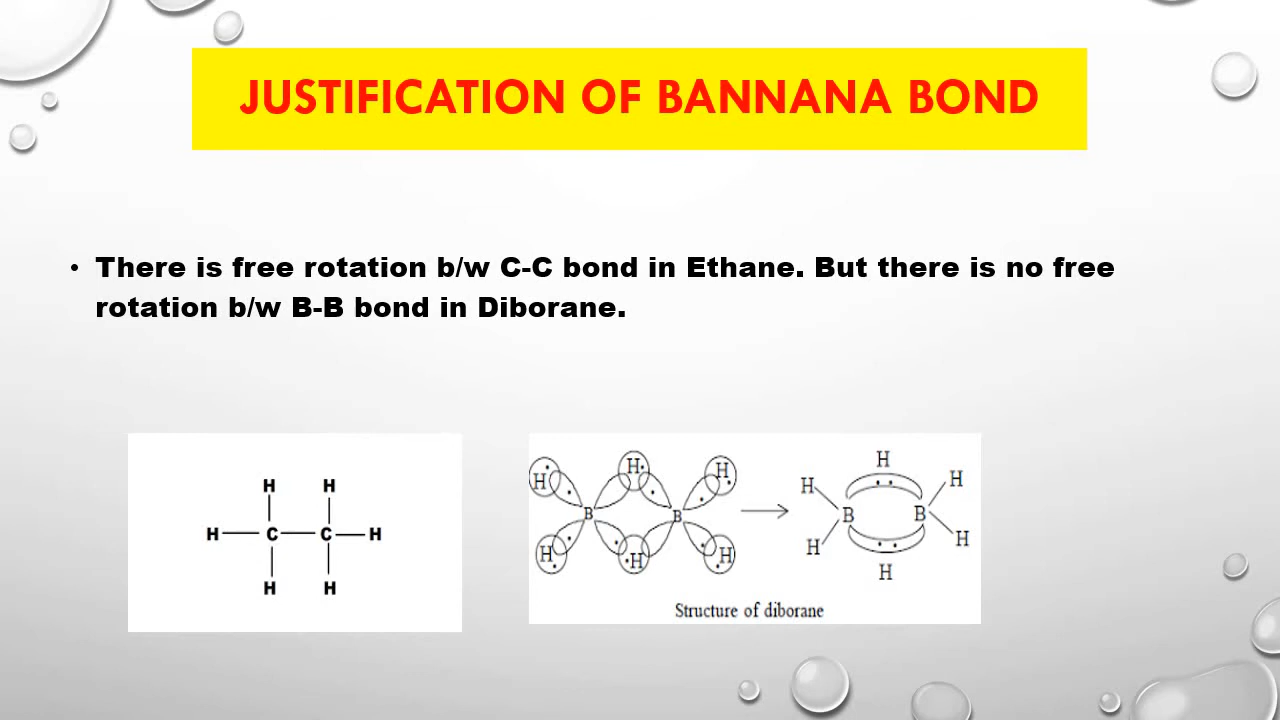 JUSTIFICATION OF BANNANA BOND
• There is free rotation b/w C-C bond in Ethane. But there is no free
rotation b/w B-B bond in Diborane.
H H
H C C H
H H
H H H
B B
H H H
H
H H
B B
H H
H
Structure of diborane